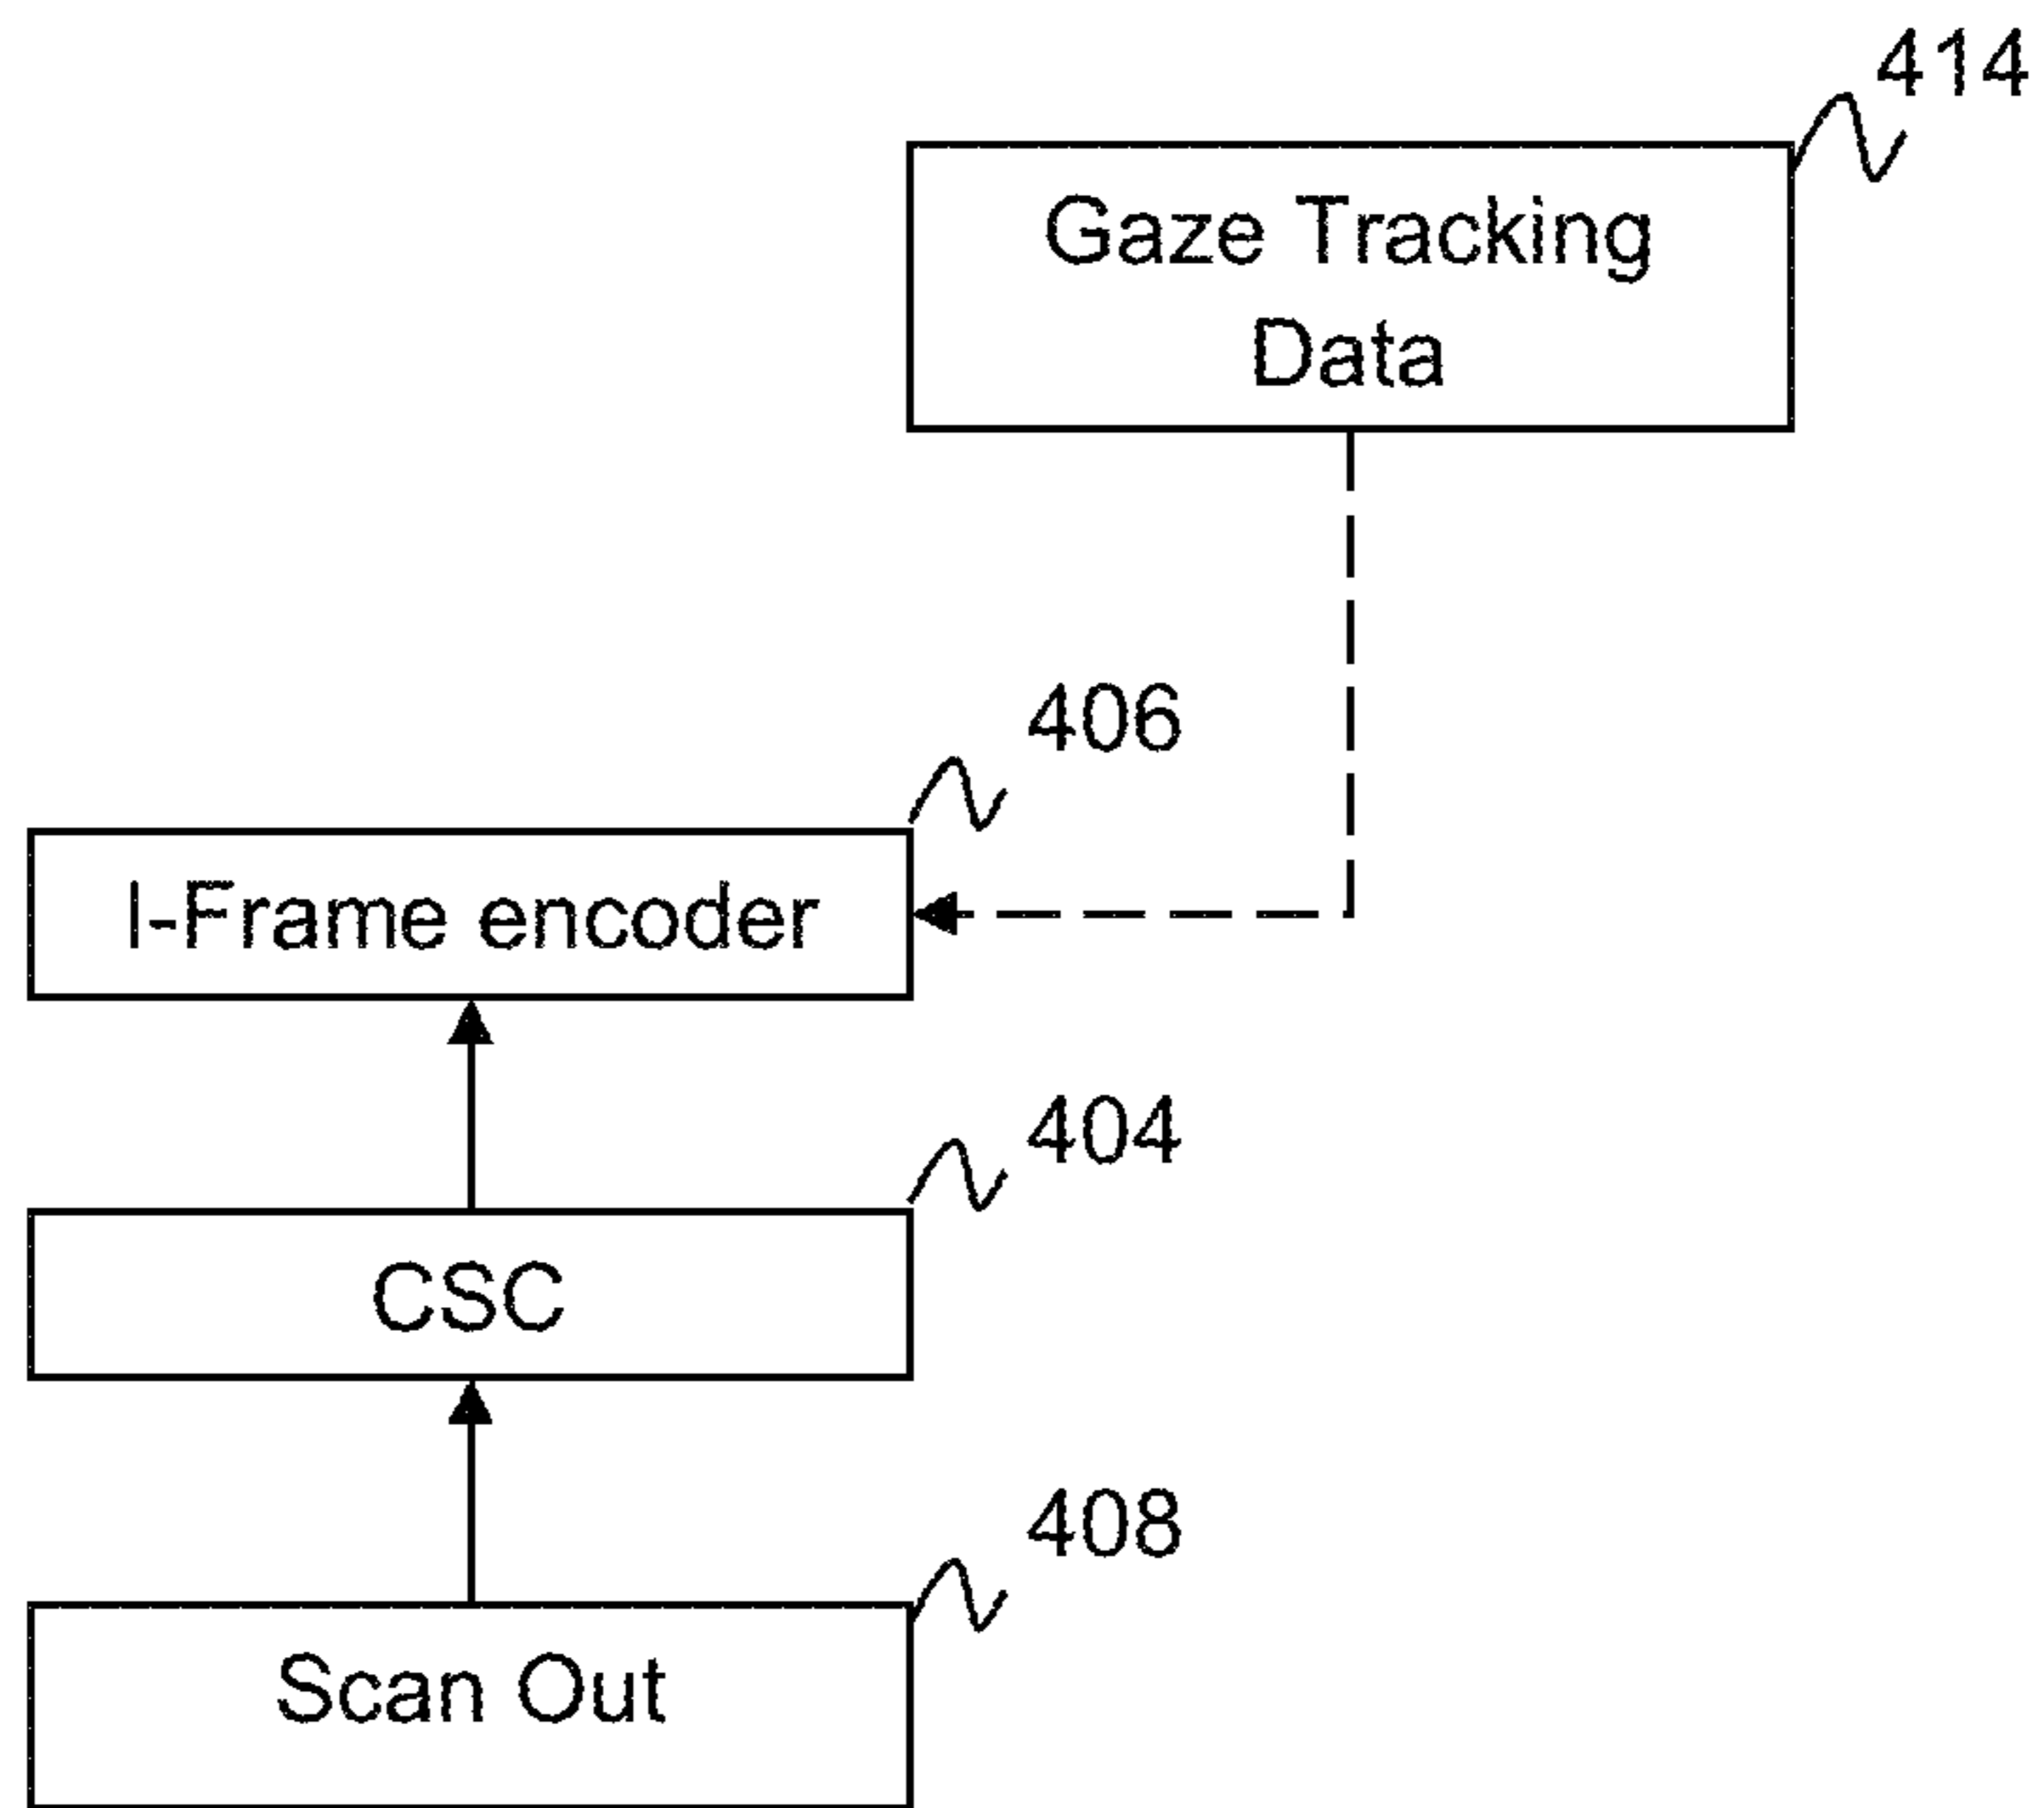 414
Gaze Tracking
Data
406
I-Frame encoder
404
CSC
408
Scan Out